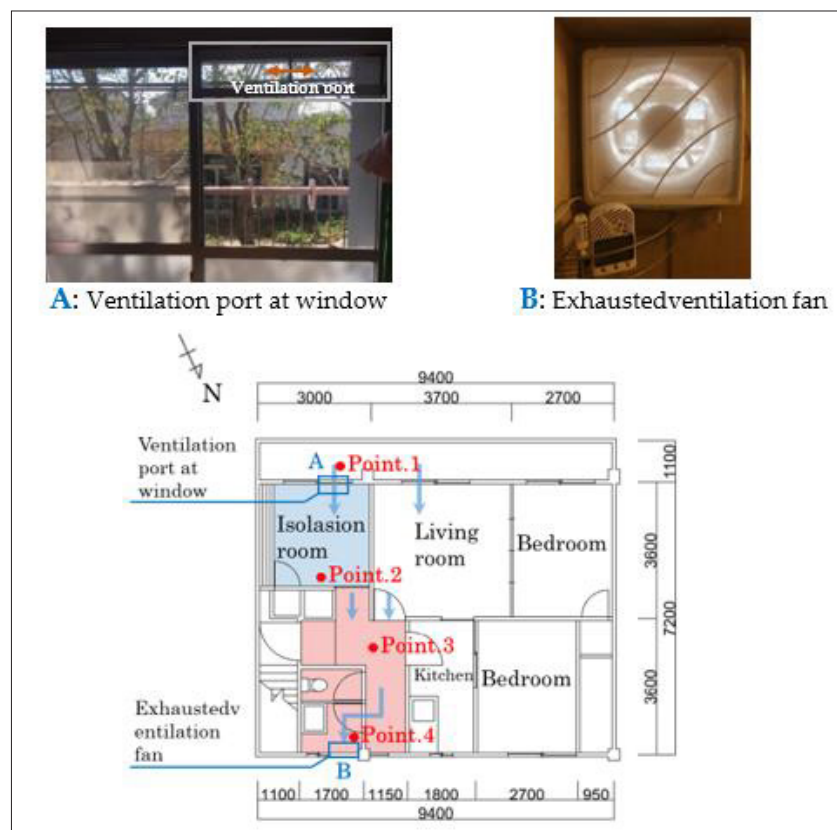 Ventilation port
A: Ventilation port at window
B: Exhaustedventilation fan
N
9400
3000
3700
2700
Ventilation
port at
window
A
Point.1
1100
Isolasion
room
Living
room
Bedroom
3600
7200
Point.2
Point.3
Kitchen
Bedroom
3600
Exhaustedv
entilation
fan
Point.4
B
1100
1700
1150
1800
2700
950
9400